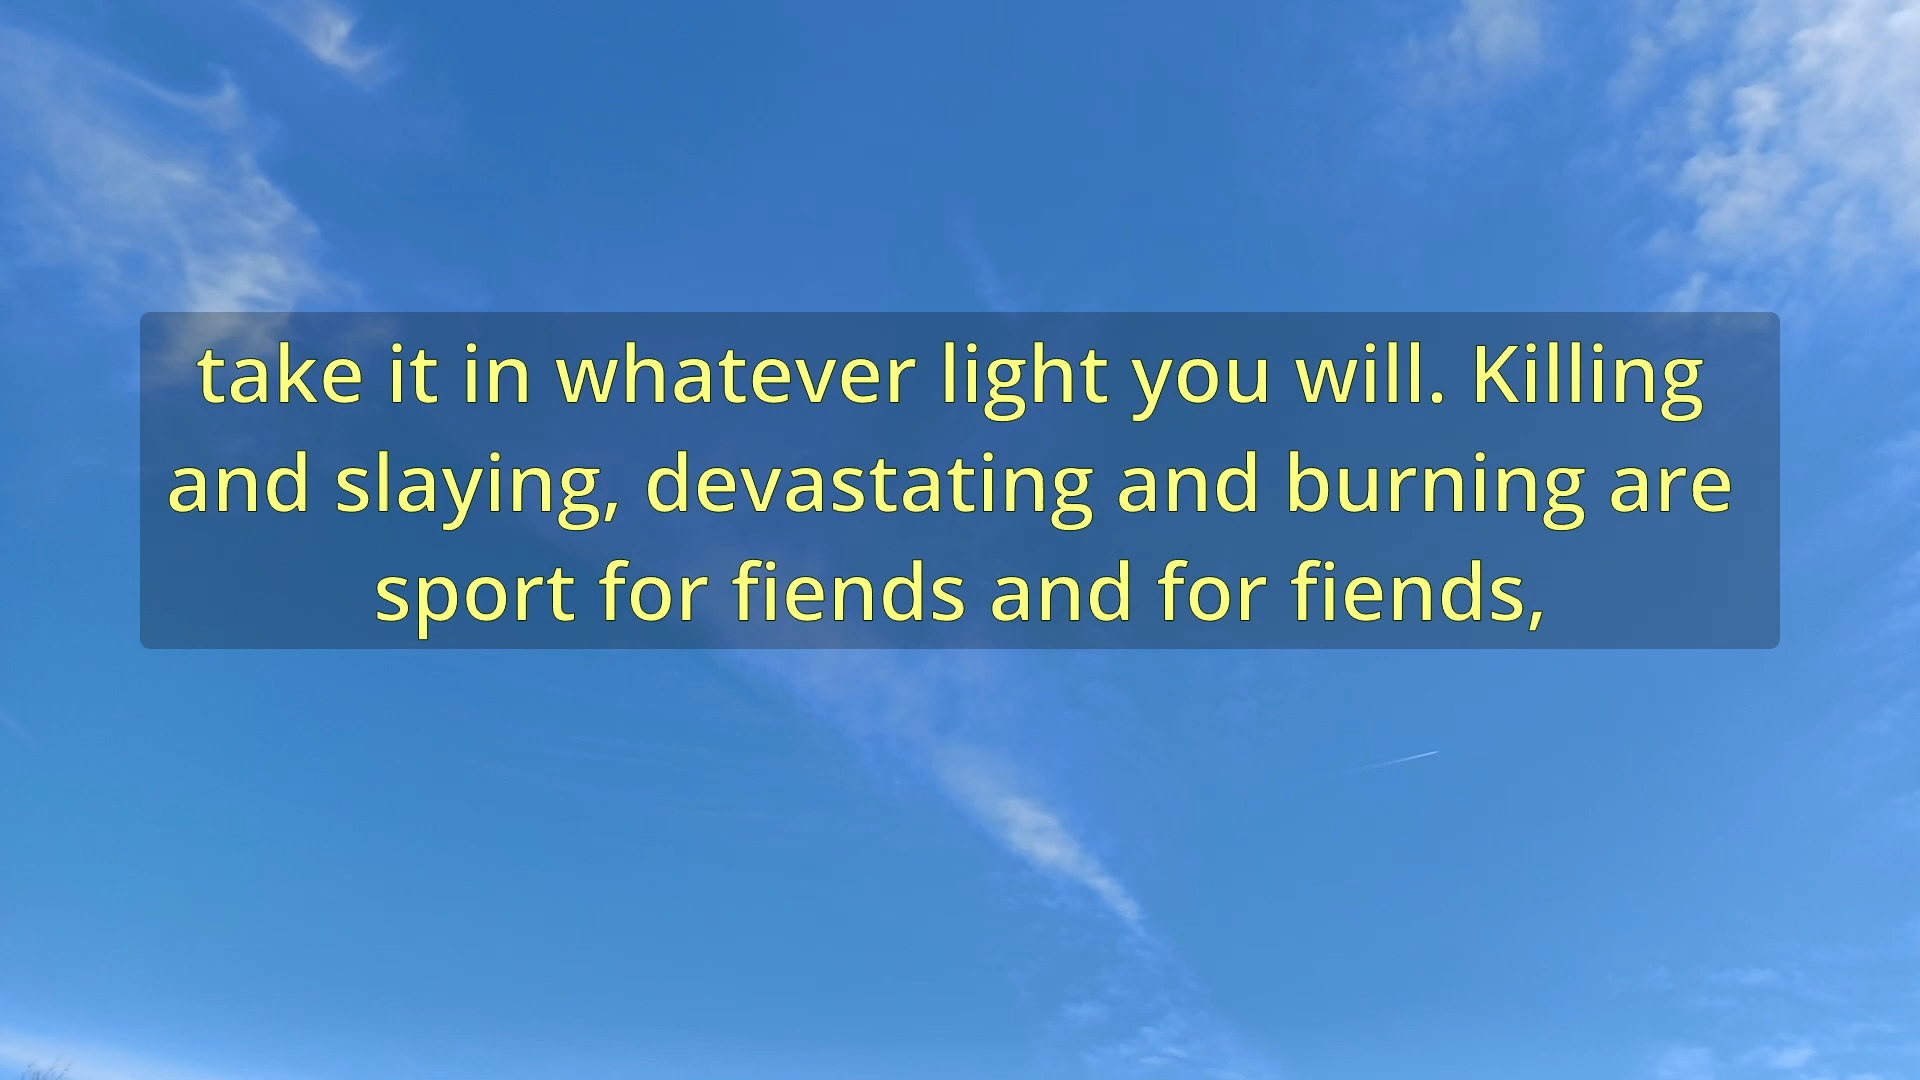 take it in whatever light you will. Killing
and slaying, devastating and burning are
sport for fiends and for fiends,